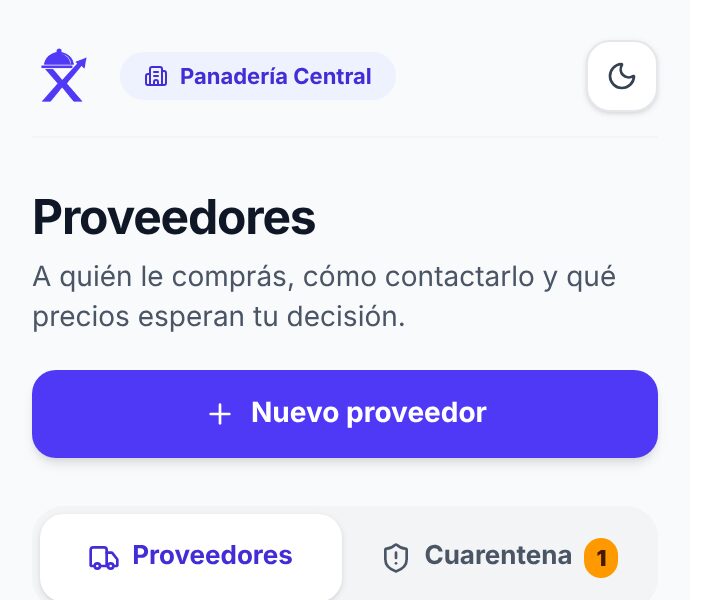 Panadería Central
Proveedores
A quién le comprás, cómo contactarlo y qué
precios esperan tu decisión.
+ Nuevo proveedor
Proveedores
Cuarentena 1